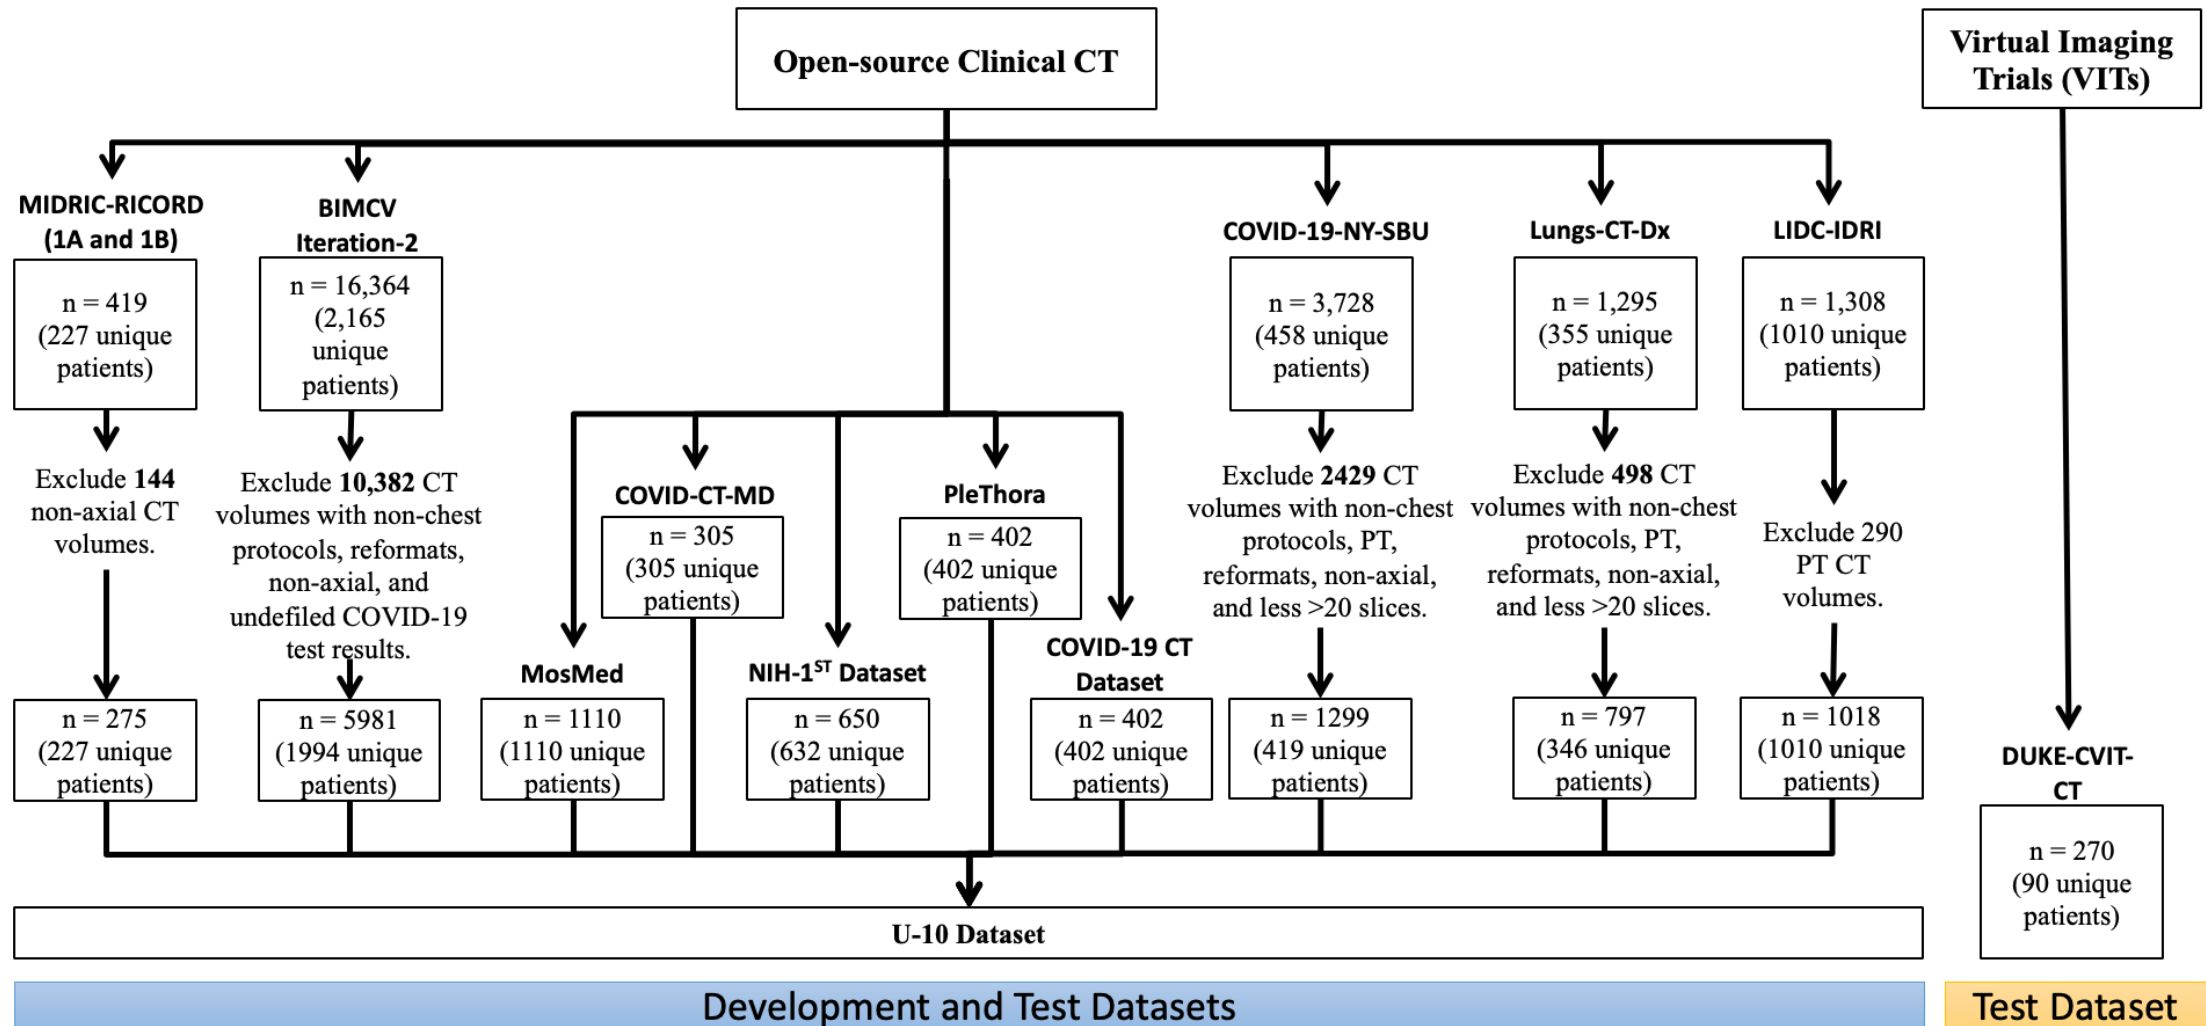 Open-source Clinical CT
Virtual Imaging
Trials (VITs)
MIDRIC-RICORD
(1A and 1B)
n = 419
(227 unique
patients)
Exclude 144
non-axial CT
volumes.
n = 275
(227 unique
patients)
BIMCV
Iteration-2
n = 16,364
(2,165
unique
patients)
Exclude 10,382 CT
volumes with non-chest
protocols, reformats,
non-axial, and
undefiled COVID-19
test results.
n = 5981
(1994 unique
patients)
MosMed
n = 1110
(1110 unique
patients)
COVID-CT-MD
n = 305
(305 unique
patients)
NIH-1ST Dataset
n = 650
(632 unique
patients)
PleThora
n = 402
(402 unique
patients)
COVID-19 CT
Dataset
n = 402
(402 unique
patients)
COVID-19-NY-SBU
n = 3,728
(458 unique
patients)
Exclude 2429 CT
volumes with non-chest
protocols, PT,
reformats, non-axial,
and less >20 slices.
n = 1299
(419 unique
patients)
Lungs-CT-Dx
n = 1,295
(355 unique
patients)
Exclude 498 CT
volumes with non-chest
protocols, PT,
reformats, non-axial,
and less >20 slices.
n = 797
(346 unique
patients)
LIDC-IDRI
n = 1,308
(1010 unique
patients)
Exclude 290
PT CT
volumes.
n = 1018
(1010 unique
patients)
DUKE-CVIT-
CT
n = 270
(90 unique
patients)
U-10 Dataset
Development and Test Datasets
Test Dataset